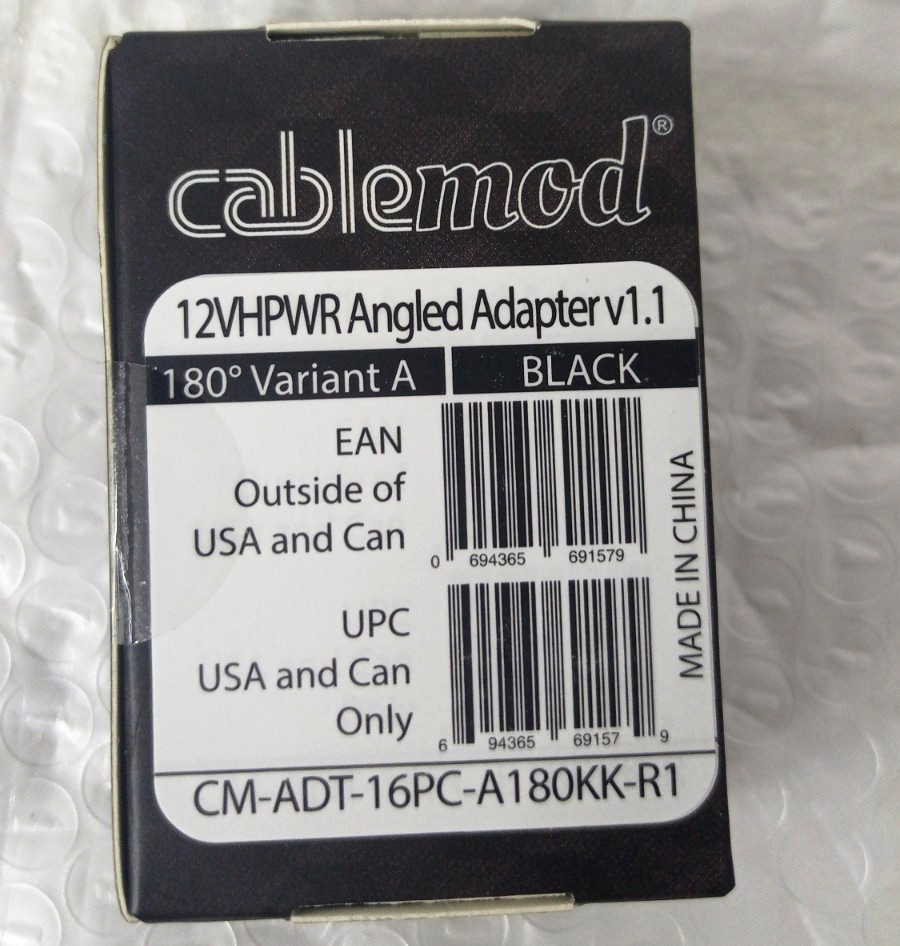 cablemod®
12VHPWR Angled Adapter v1.1
180° Variant A
BLACK
EAN
Outside of
USA and Can
0 694365 691579
UPC
USA and Can
Only
6 94365 69157 9
MADE IN CHINA
CM-ADT-16PC-A180KK-R1